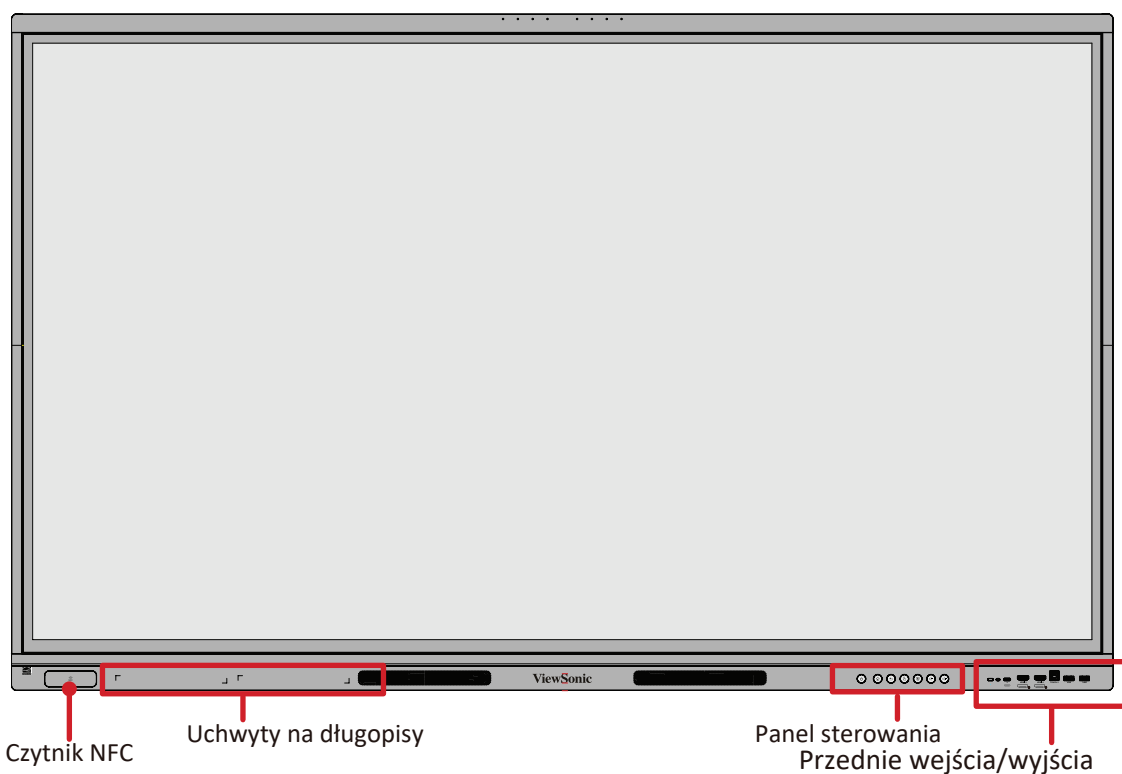 ViewSonic
Uchwyty na długopisy
Panel sterowania
Czytnik NFC
Przednie wejścia/wyjścia